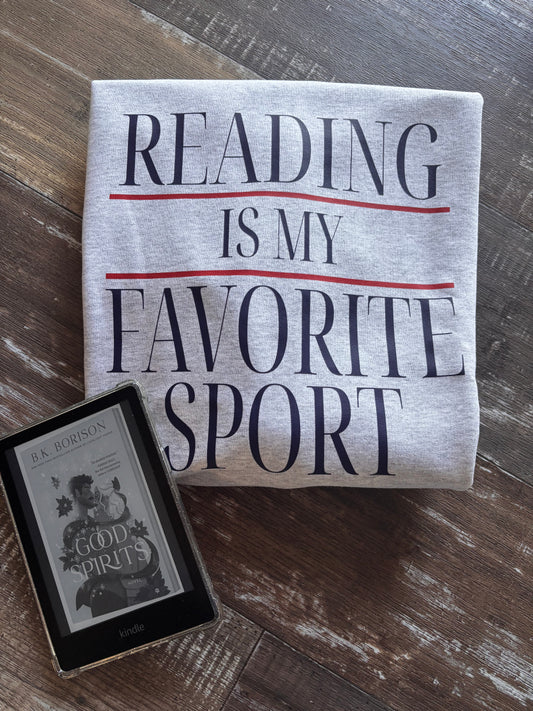 READING
IS MY
FAVORITE
SPORT
B.K. BORISON
GOOD
SPIRITS
kindle